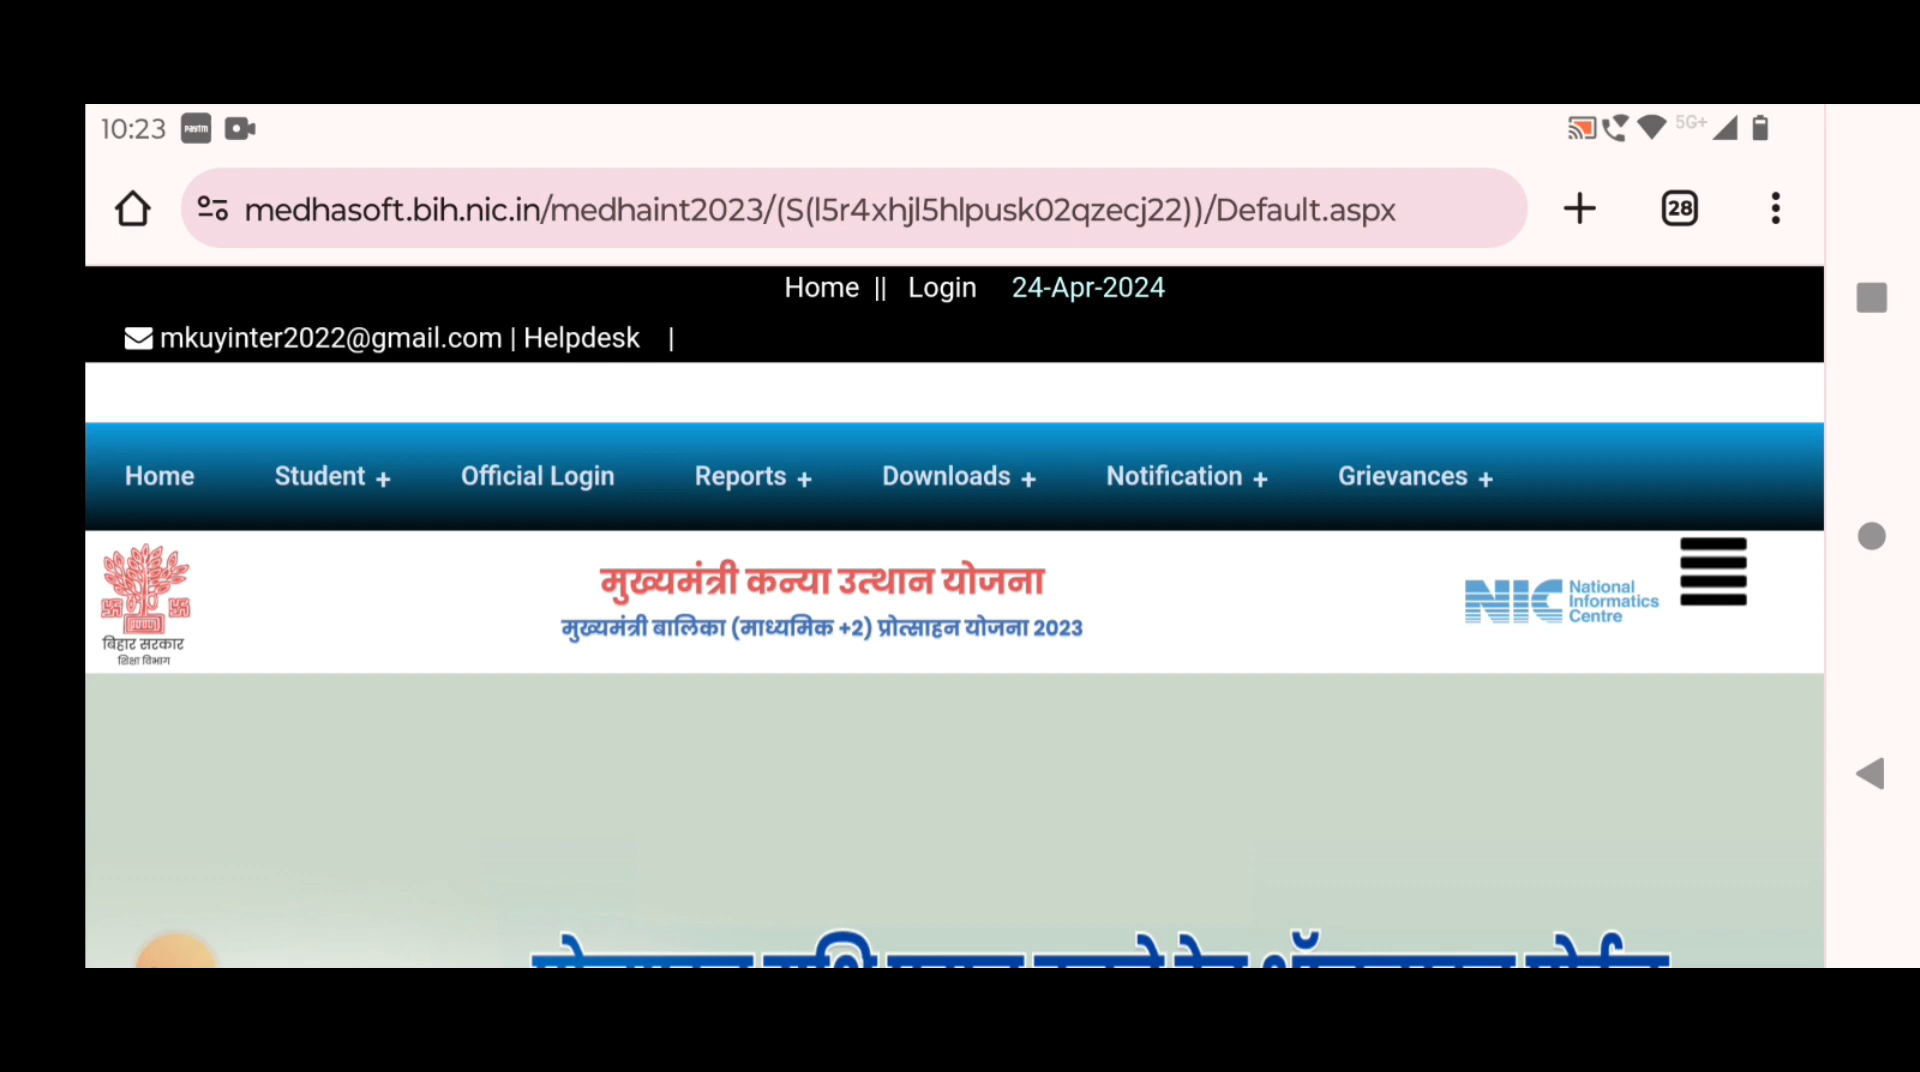 10:23 paytm 5G+
medhasoft.bih.nic.in/medhaint2023/(S(l5r4xhjl5hlpusk02qzecj22))/Default.aspx 28
Home || Login 24-Apr-2024
mkuyinter2022@gmail.com | Helpdesk |
Home Student + Official Login Reports + Downloads + Notification + Grievances +
मुख्यमंत्री कन्या उत्थान योजना
मुख्यमंत्री बालिका (माध्यमिक +2) प्रोत्साहन योजना 2023
बिहार सरकार
शिक्षा विभाग
NIC National
Informatics
Centre